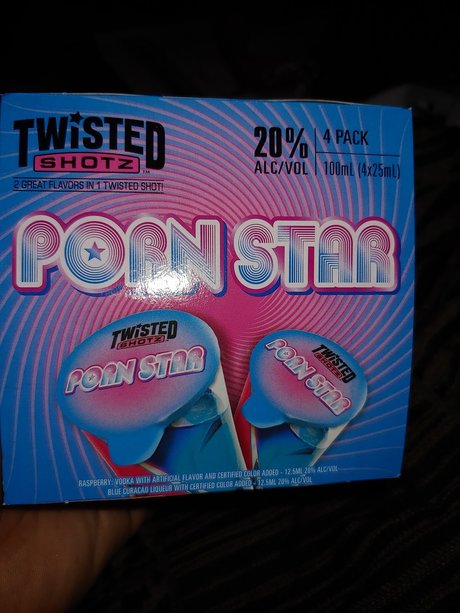 TWiSTED
SHOTZ™
2 GREAT FLAVORS IN 1 TWISTED SHOT!
20% ALC/VOL
4 PACK
100mL (4x25mL)
PORN STAR
TWiSTED
SHOTZ
PORN STAR
TWiSTED
SHOTZ
PORN STAR
RASPBERRY: VODKA WITH ARTIFICIAL FLAVOR AND CERTIFIED COLOR ADDED - 12.5ML 20% ALC/VOL
BLUE CURACAO LIQUEUR WITH CERTIFIED COLOR ADDED - 12.5ML 20% ALC/VOL